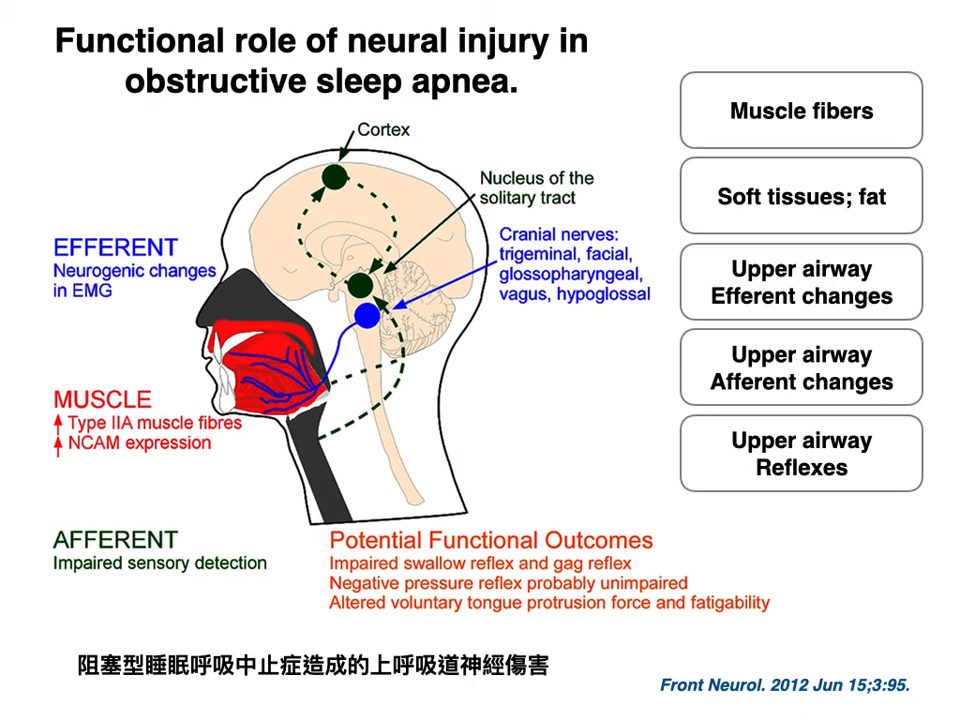 Functional role of neural injury in
obstructive sleep apnea.
Cortex
Nucleus of the
solitary tract
Cranial nerves:
trigeminal, facial,
glossopharyngeal,
vagus, hypoglossal
EFFERENT
Neurogenic changes
in EMG
MUSCLE
Type IIA muscle fibres
NCAM expression
AFFERENT
Impaired sensory detection
Potential Functional Outcomes
Impaired swallow reflex and gag reflex
Negative pressure reflex probably unimpaired
Altered voluntary tongue protrusion force and fatigability
Muscle fibers
Soft tissues; fat
Upper airway
Efferent changes
Upper airway
Afferent changes
Upper airway
Reflexes
阻塞型睡眠呼吸中止症造成的上呼吸道神經傷害
Front Neurol. 2012 Jun 15;3:95.